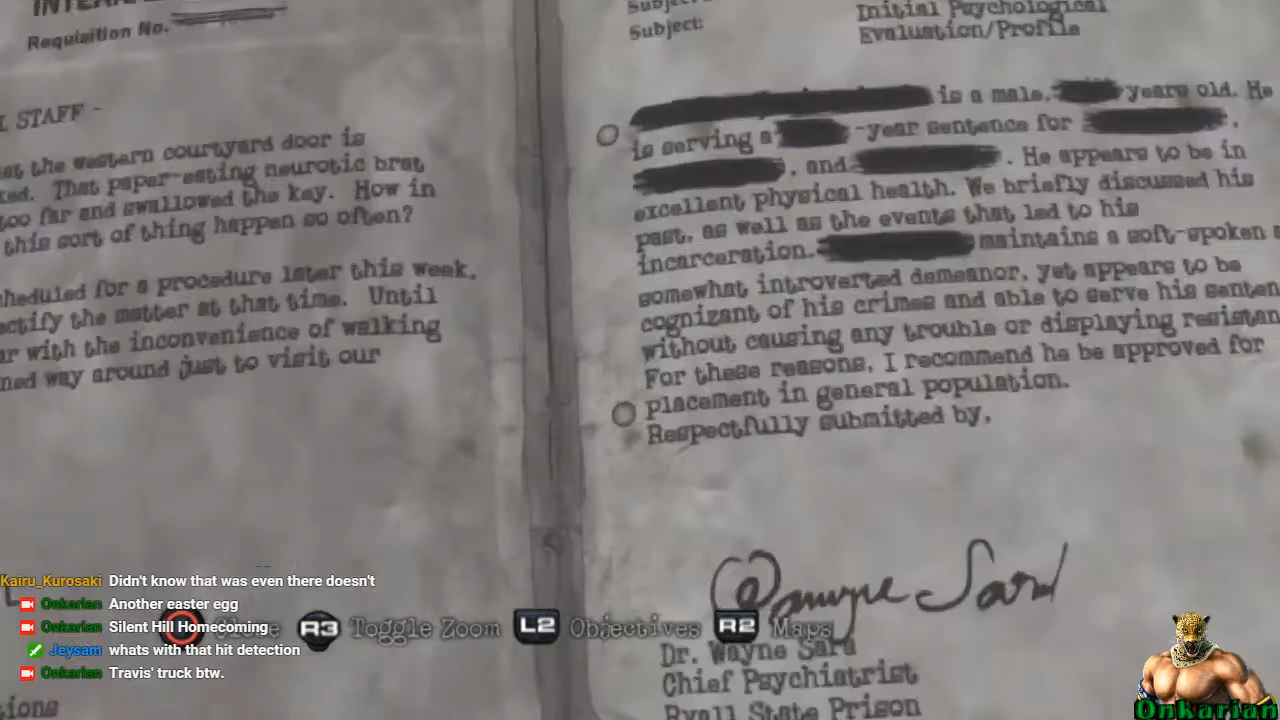 Requisition No.
L STAFF -
the western courtyard door is
That paper-eating neurotic brat
too far and swallowed the key. How in
this sort of thing happen so often?
for a procedure later this week.
the matter at that time. Until
with the inconvenience of walking
way around just to visit our
Subject:
Subject:
Initial Psychological
Evaluation/Profile
is a male, years old. He
is serving a -year sentence for ,
, and . He appears to be in
excellent physical health. We briefly discussed his
past, as well as the events that led to his
incarceration. maintains a soft-spoken
somewhat introverted demeanor, yet appears to be
cognizant of his crimes and able to serve his senten
without causing any trouble or displaying resistan
For these reasons, I recommend he be approved for
placement in general population.
Respectfully submitted by,
Dr. Wayne Sard
Chief Psychiatrist
Ryall State Prison
Kairu_Kurosaki Didn't know that was even there doesn't
Onkarian Another easter egg
Onkarian Silent Hill Homecoming
Jeysam whats with that hit detection
Onkarian Travis' truck btw.
R3 Toggle Zoom L2 Objectives R2 Maps
Onkarian